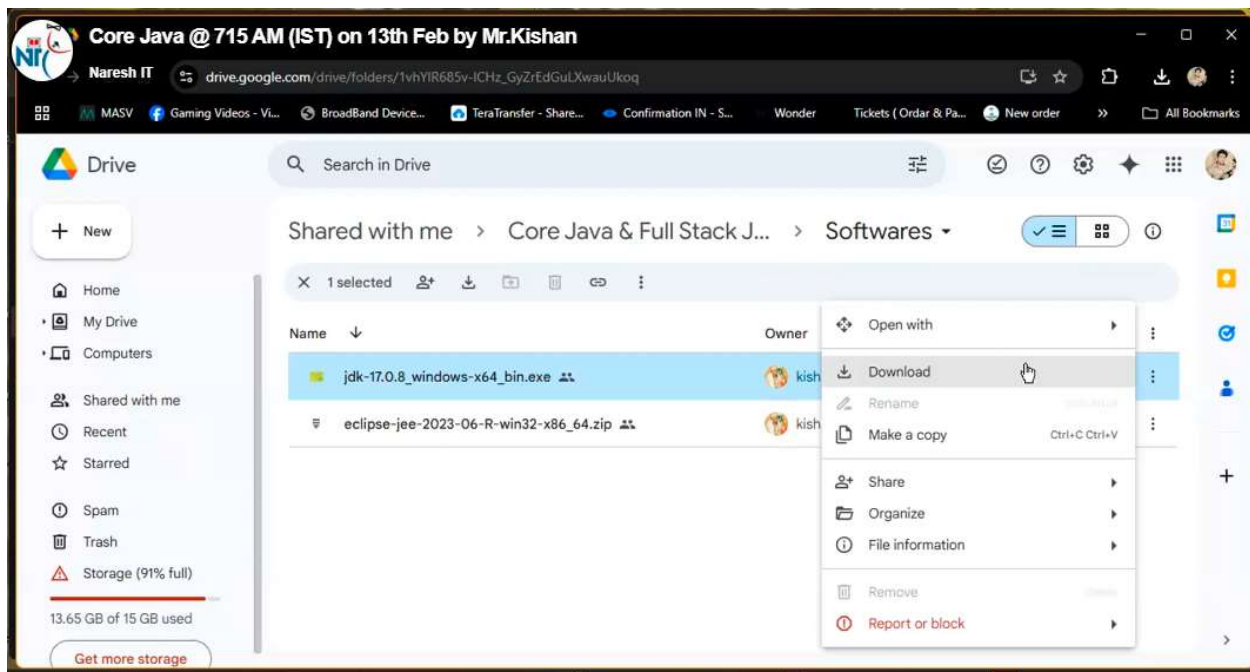 Core Java @ 715 AM (IST) on 13th Feb by Mr.Kishan
NIT
Naresh IT
drive.google.com/drive/folders/1vhYlR685v-lCHz_GyZrEdGuLXwauUkoq
MASV Gaming Videos - Vi... BroadBand Device... TeraTransfer - Share... Confirmation IN - S... Wonder Tickets ( Ordar & Pa... New order » All Bookmarks
Drive
Search in Drive
New
Shared with me > Core Java & Full Stack J... > Softwares
31
1 selected
Home
My Drive
Computers
Shared with me
Recent
Starred
Spam
Trash
Storage (91% full)
13.65 GB of 15 GB used
Get more storage
Name
Owner
jdk-17.0.8_windows-x64_bin.exe
kish
eclipse-jee-2023-06-R-win32-x86_64.zip
kish
Open with
Download
Rename
Make a copy Ctrl+C Ctrl+V
Share
Organize
File information
Remove
Report or block